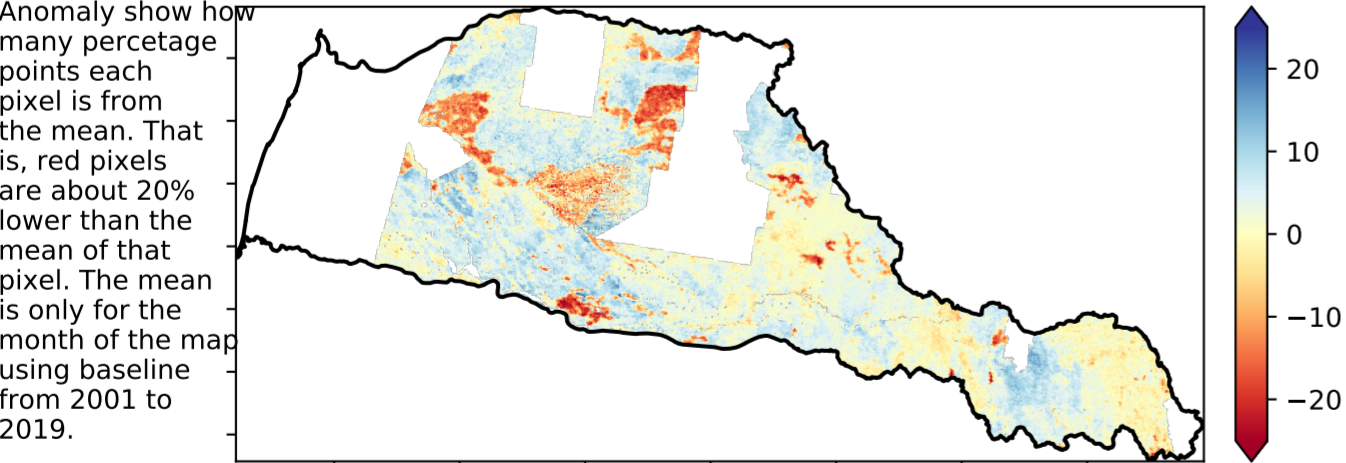 Anomaly show how
many percetage
points each
pixel is from
the mean. That
is, red pixels
are about 20%
lower than the
mean of that
pixel. The mean
is only for the
month of the map
using baseline
from 2001 to
2019.
20
10
0
−10
−20